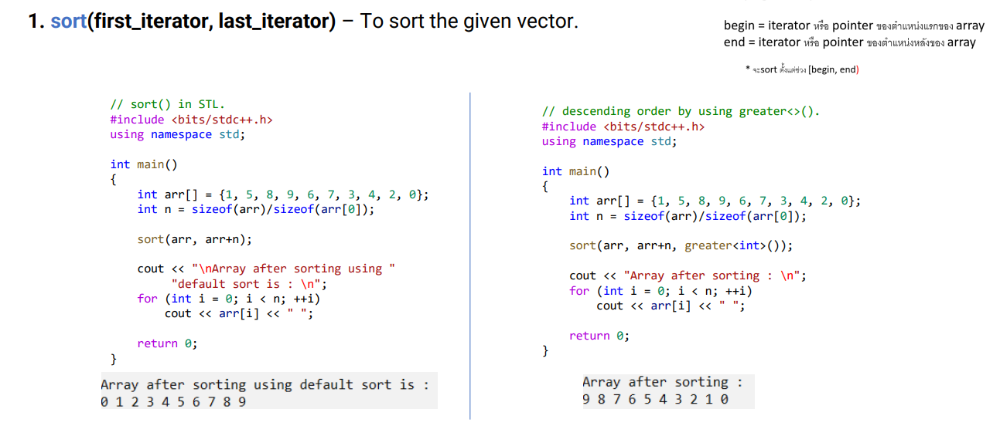 1. sort(first_iterator, last_iterator) – To sort the given vector.
begin = iterator หรือ pointer ของตำแหน่งแรกของ array
end = iterator หรือ pointer ของตำแหน่งหลังของ array
* จะsort ตั้งแต่ช่วง [begin, end)
// sort() in STL.
#include <bits/stdc++.h>
using namespace std;
int main()
{
    int arr[] = {1, 5, 8, 9, 6, 7, 3, 4, 2, 0};
    int n = sizeof(arr)/sizeof(arr[0]);
    sort(arr, arr+n);
    cout << "\nArray after sorting using "
         "default sort is : \n";
    for (int i = 0; i < n; ++i)
        cout << arr[i] << " ";
    return 0;
}
Array after sorting using default sort is :
0 1 2 3 4 5 6 7 8 9
// descending order by using greater<>().
#include <bits/stdc++.h>
using namespace std;
int main()
{
    int arr[] = {1, 5, 8, 9, 6, 7, 3, 4, 2, 0};
    int n = sizeof(arr)/sizeof(arr[0]);
    sort(arr, arr+n, greater<int>());
    cout << "Array after sorting : \n";
    for (int i = 0; i < n; ++i)
        cout << arr[i] << " ";
    return 0;
}
Array after sorting :
9 8 7 6 5 4 3 2 1 0